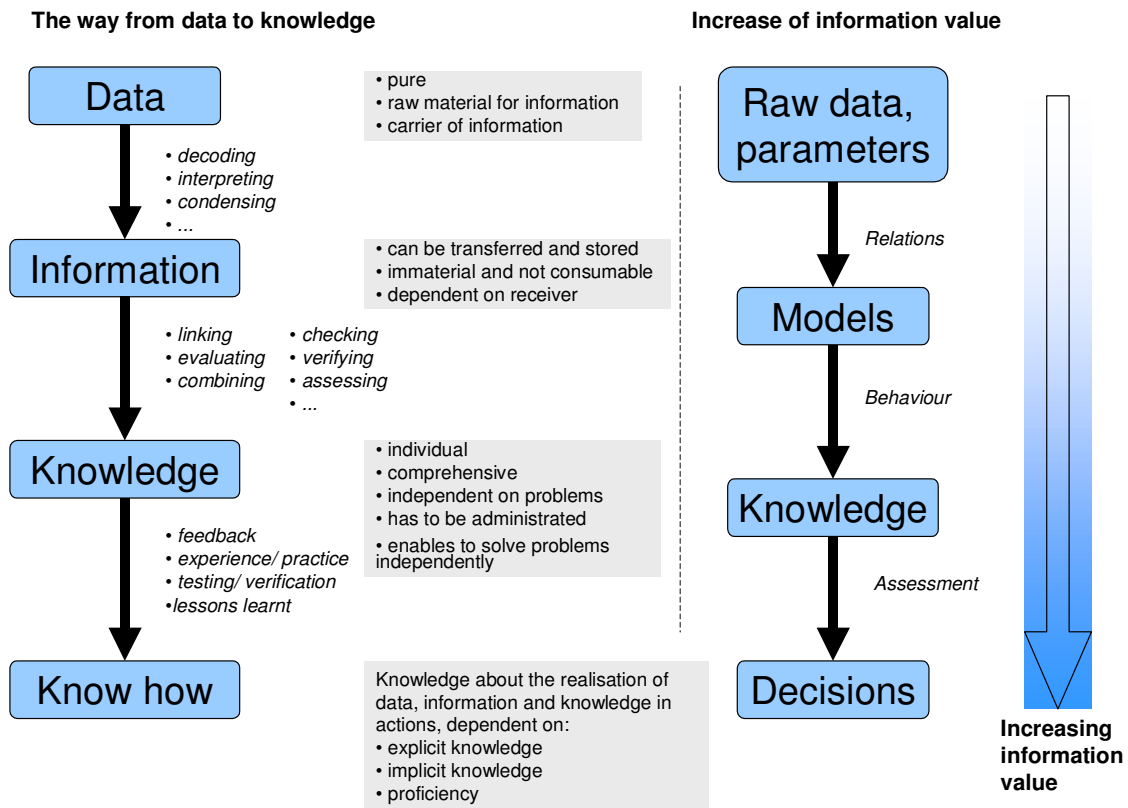 The way from data to knowledge
Data
• pure
• raw material for information
• carrier of information
• decoding
• interpreting
• condensing
• ...
Information
• can be transferred and stored
• immaterial and not consumable
• dependent on receiver
• linking
• evaluating
• combining
• checking
• verifying
• assessing
• ...
Knowledge
• individual
• comprehensive
• independent on problems
• has to be administrated
• enables to solve problems
independently
• feedback
• experience/ practice
• testing/ verification
•lessons learnt
Know how
Knowledge about the realisation of
data, information and knowledge in
actions, dependent on:
• explicit knowledge
• implicit knowledge
• proficiency
Increase of information value
Raw data,
parameters
Relations
Models
Behaviour
Knowledge
Assessment
Decisions
Increasing
information
value